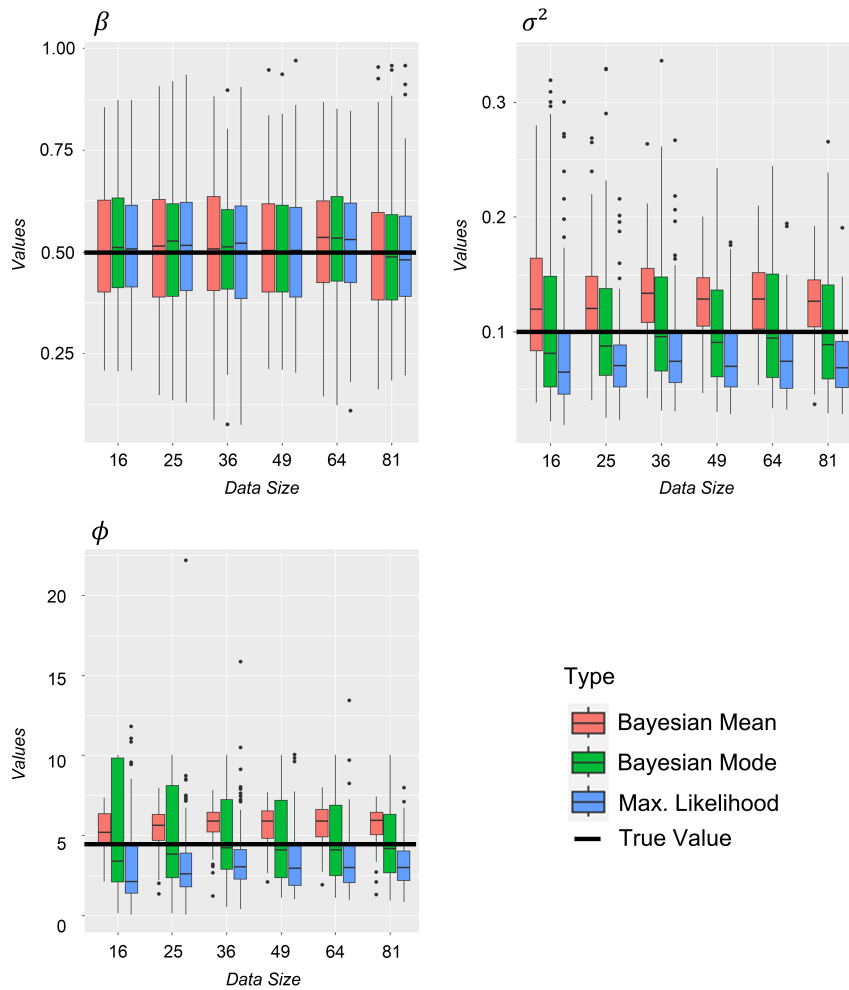 β
1.00
0.75
0.50
0.25
Values
16 25 36 49 64 81
Data Size
σ²
0.3
0.2
0.1
Values
16 25 36 49 64 81
Data Size
ϕ
20
15
10
5
0
Values
16 25 36 49 64 81
Data Size
Type
Bayesian Mean
Bayesian Mode
Max. Likelihood
True Value